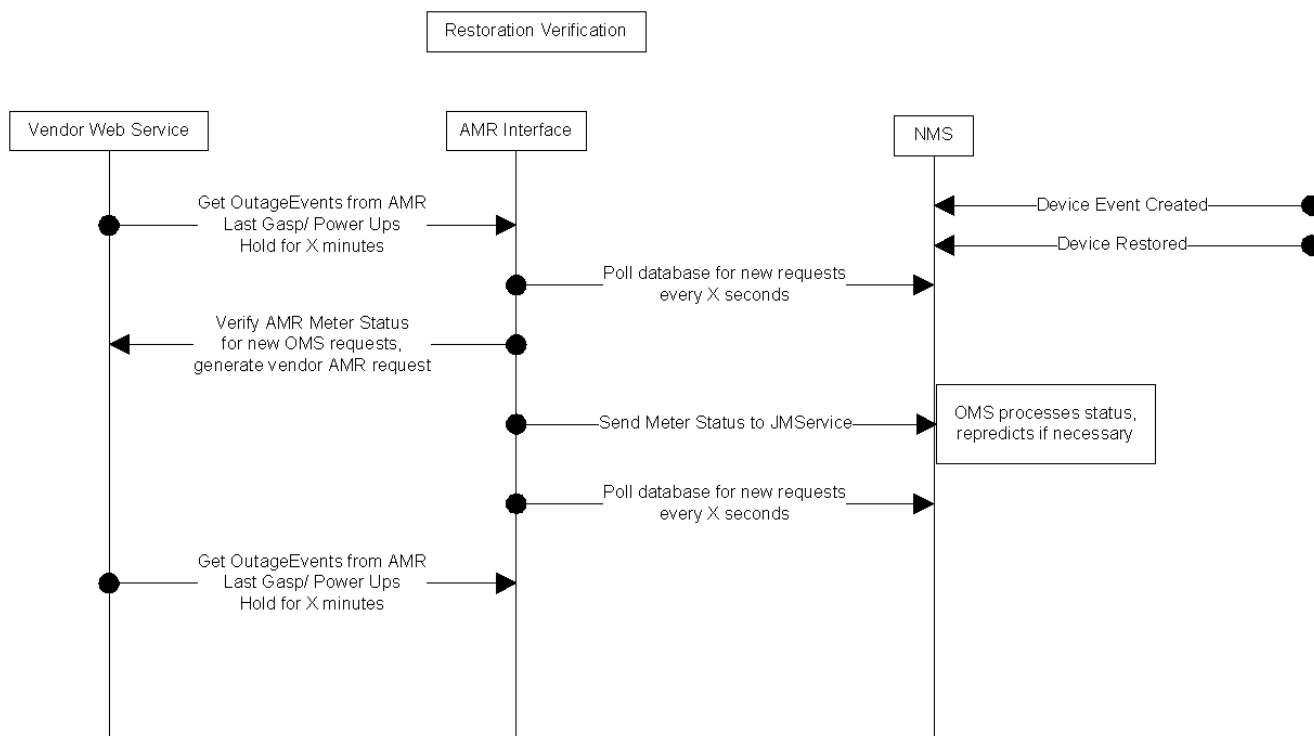 Restoration Verification
Vendor Web Service
AMR Interface
NMS
Get OutageEvents from AMR
Last Gasp/ Power Ups
Hold for X minutes
Device Event Created
Device Restored
Poll database for new requests
every X seconds
Verify AMR Meter Status
for new OMS requests,
generate vendor AMR request
Send Meter Status to JMService
OMS processes status,
repredicts if necessary
Poll database for new requests
every X seconds
Get OutageEvents from AMR
Last Gasp/ Power Ups
Hold for X minutes